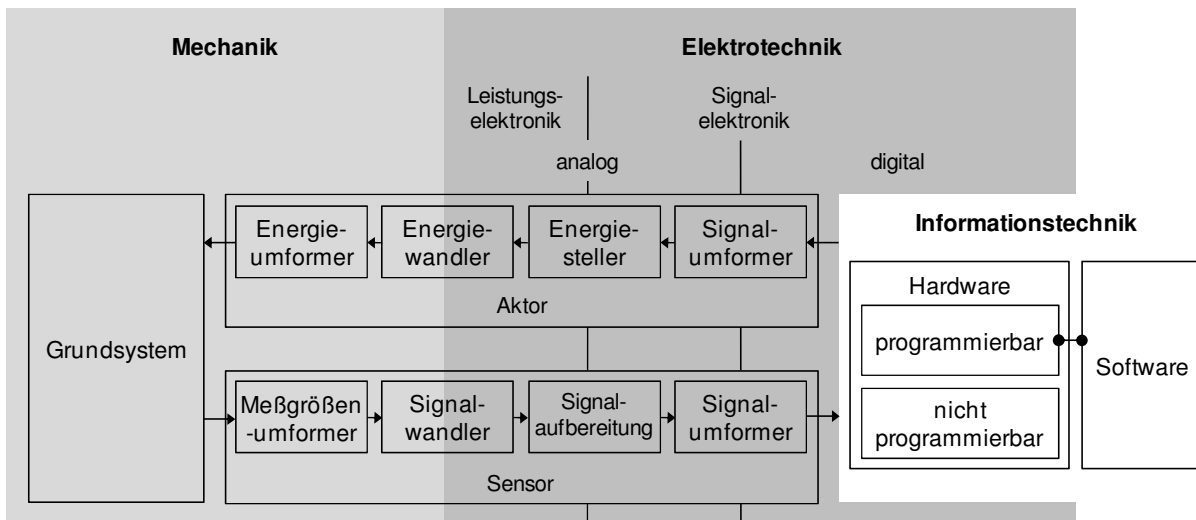 Mechanik
Elektrotechnik
Leistungs-
elektronik
Signal-
elektronik
analog
digital
Informationstechnik
Energie-
umformer
Energie-
wandler
Energie-
steller
Signal-
umformer
Aktor
Hardware
programmierbar
nicht
programmierbar
Software
Grundsystem
Meßgrößen
-umformer
Signal-
wandler
Signal-
aufbereitung
Signal-
umformer
Sensor